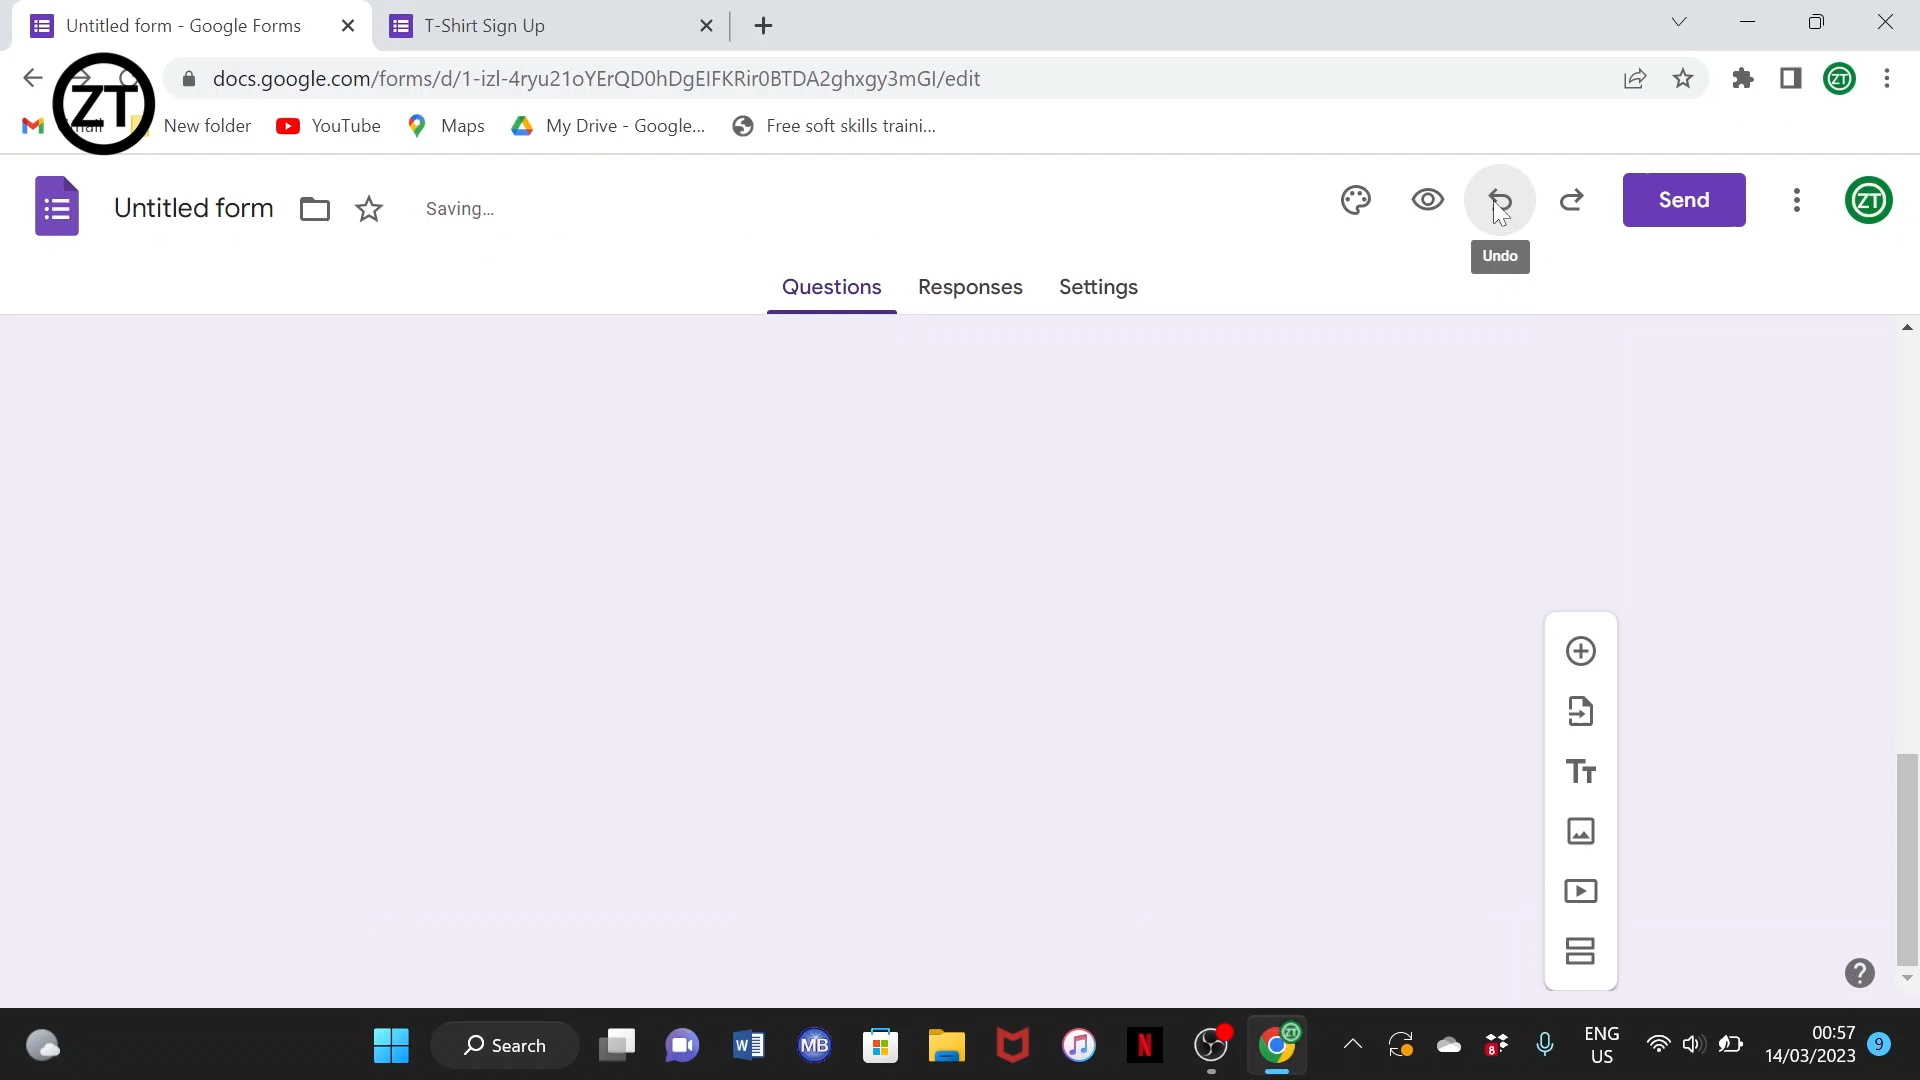 Untitled form - Google Forms
T-Shirt Sign Up
docs.google.com/forms/d/1-izl-4ryu21oYErQD0hDgEIFKRir0BTDA2ghxgy3mGI/edit
ZT
New folder
YouTube
Maps
My Drive - Google...
Free soft skills traini...
Untitled form
Saving...
Send
ZT
Undo
Questions
Responses
Settings
Search
MB
ENG
US
00:57
14/03/2023
9